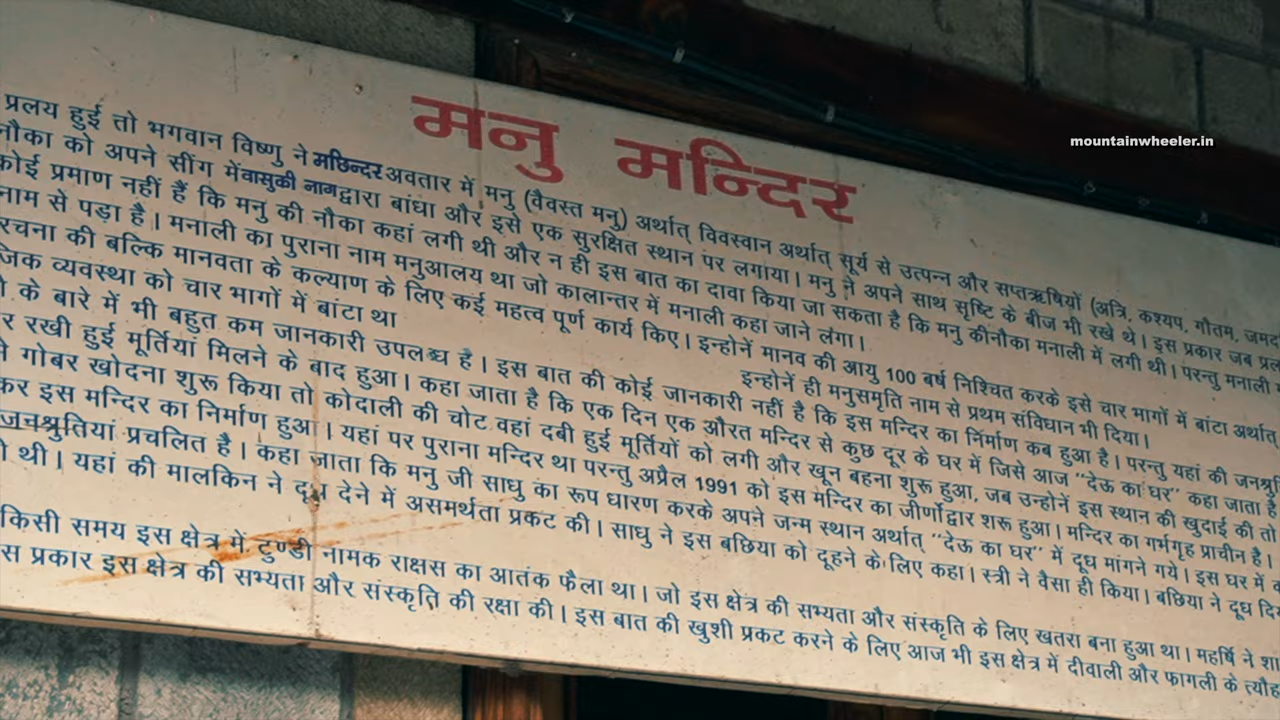 मनु मन्दिर
प्रलय हुई तो भगवान विष्णु ने मछिन्दर अवतार में मनु (वैवस्त मनु) अर्थात् विवस्वान अर्थात् सूर्य से उत्पन्न और सप्तऋषियों (अत्रि, कश्यप, गौतम, जमद
नौका को अपने सींग में वासुकी नाग द्वारा बांधा और इसे एक सुरक्षित स्थान पर लगाया। मनु ने अपने साथ सृष्टि के बीज भी रखे थे। इस प्रकार जब प्रल
कोई प्रमाण नहीं हैं कि मनु की नौका कहां लगी थी और न ही इस बात का दावा किया जा सकता है कि मनु कीनौका मनाली में लगी थी। परन्तु मनाली
नाम से पड़ा है। मनाली का पुराना नाम मनुआलय था जो कालान्तर में मनाली कहा जाने लगा।
रचना की बल्कि मानवता के कल्याण के लिए कई महत्व पूर्ण कार्य किए। इन्होनें मानव की आयु 100 बर्ष निश्चित करके इसे चार भागों में बांटा अर्थात्
जिक व्यवस्था को चार भागों में बांटा था इन्होनें ही मनुसमृति नाम से प्रथम संविधान भी दिया।
के बारे में भी बहुत कम जानकारी उपलब्ध है। इस बात की कोई जानकारी नहीं है कि इस मन्दिर का निर्माण कब हुआ है। परन्तु यहां की जनश्रु
र रखी हुई मूर्तियां मिलने के बाद हुआ। कहा जाता है कि एक दिन एक औरत मन्दिर से कुछ दूर के घर में जिसे आज "देऊ का घर" कहा जाता है
गोबर खोदना शुरू किया तो कोदाली की चोट वहां दबी हुई मूर्तियों को लगी और खून बहना शुरू हुआ, जब उन्होनें इस स्थान की खुदाई की तो
कर इस मन्दिर का निर्माण हुआ। यहां पर पुराना मन्दिर था परन्तु अप्रैल 1991 को इस मन्दिर का जीर्णोद्वार शरू हुआ। मन्दिर का गर्भगृह प्राचीन है।
जनश्रुतियां प्रचलित है। कहा जाता कि मनु जी साधु का रूप धारण करके अपने जन्म स्थान अर्थात् "देऊ का घर" में दूध मांगने गये। इस घर में
थी। यहां की मालकिन ने दूध देने में असमर्थता प्रकट की। साधु ने इस बछिया को दूहने के लिए कहा। स्त्री ने वैसा ही किया। बछिया ने दूध दि
किसी समय इस क्षेत्र में टुण्डी नामक राक्षस का आतंक फैला था। जो इस क्षेत्र की सभ्यता और संस्कृति के लिए खतरा बना हुआ था। महर्षि ने शा
स प्रकार इस क्षेत्र की सभ्यता और संस्कृति की रक्षा की। इस बात की खुशी प्रकट करने के लिए आज भी इस क्षेत्र में दीवाली और फागली के त्यौह
mountainwheeler.in